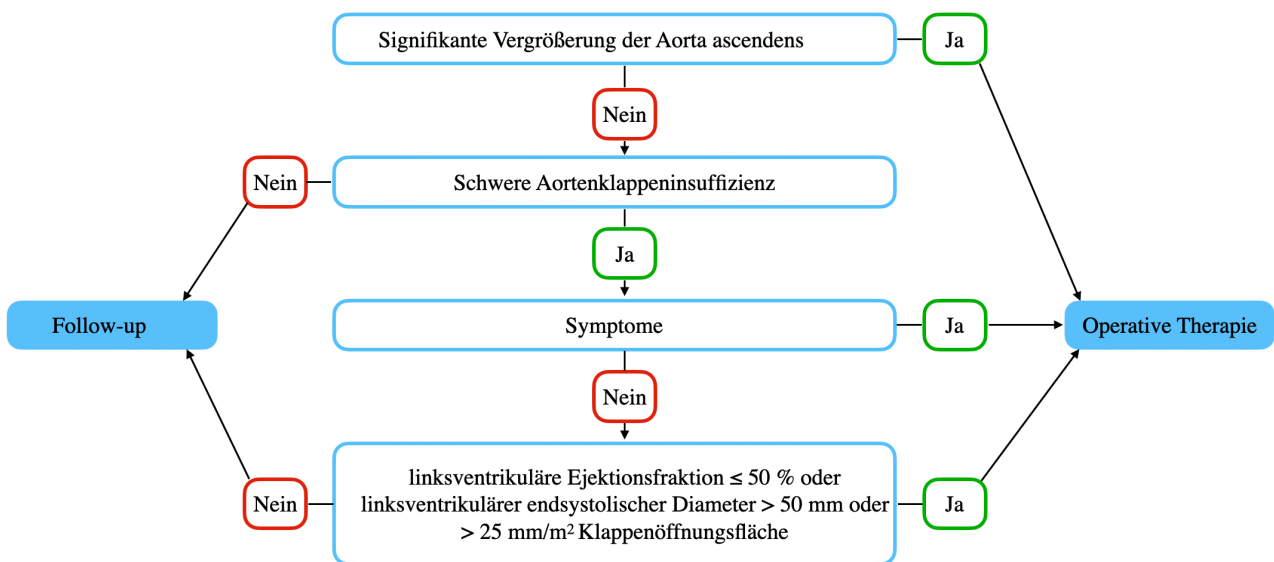 Signifikante Vergrößerung der Aorta ascendens
Ja
Nein
Nein
Schwere Aortenklappeninsuffizienz
Ja
Follow-up
Symptome
Ja
Operative Therapie
Nein
Nein
linksventrikuläre Ejektionsfraktion ≤ 50 % oder
linksventrikulärer endsystolischer Diameter > 50 mm oder
> 25 mm/m² Klappenöffnungsfläche
Ja